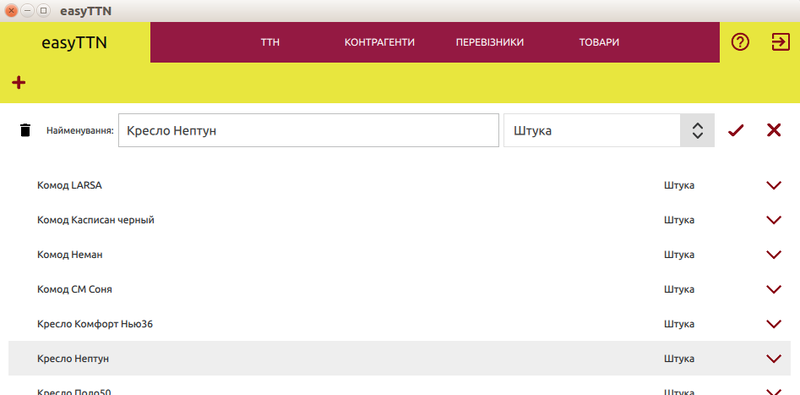 easyTTN
easyTTN
ТТН КОНТРАГЕНТИ ПЕРЕВІЗНИКИ ТОВАРИ
Найменування: Кресло Нептун Штука
Комод LARSA Штука
Комод Касписан черный Штука
Комод Неман Штука
Комод СМ Соня Штука
Кресло Комфорт Нью36 Штука
Кресло Нептун Штука
Кресло Поло50 Штука